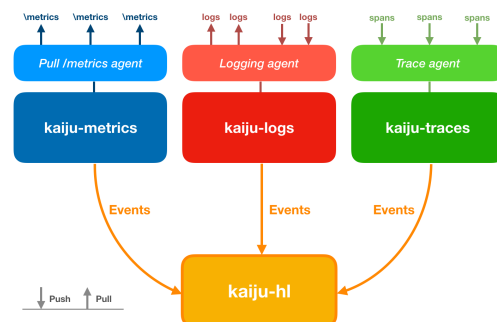 \metrics \metrics \metrics
logs logs logs logs
spans spans spans
Pull /metrics agent
Logging agent
Trace agent
kaiju-metrics
kaiju-logs
kaiju-traces
Events
Events
Events
kaiju-hl
Push Pull